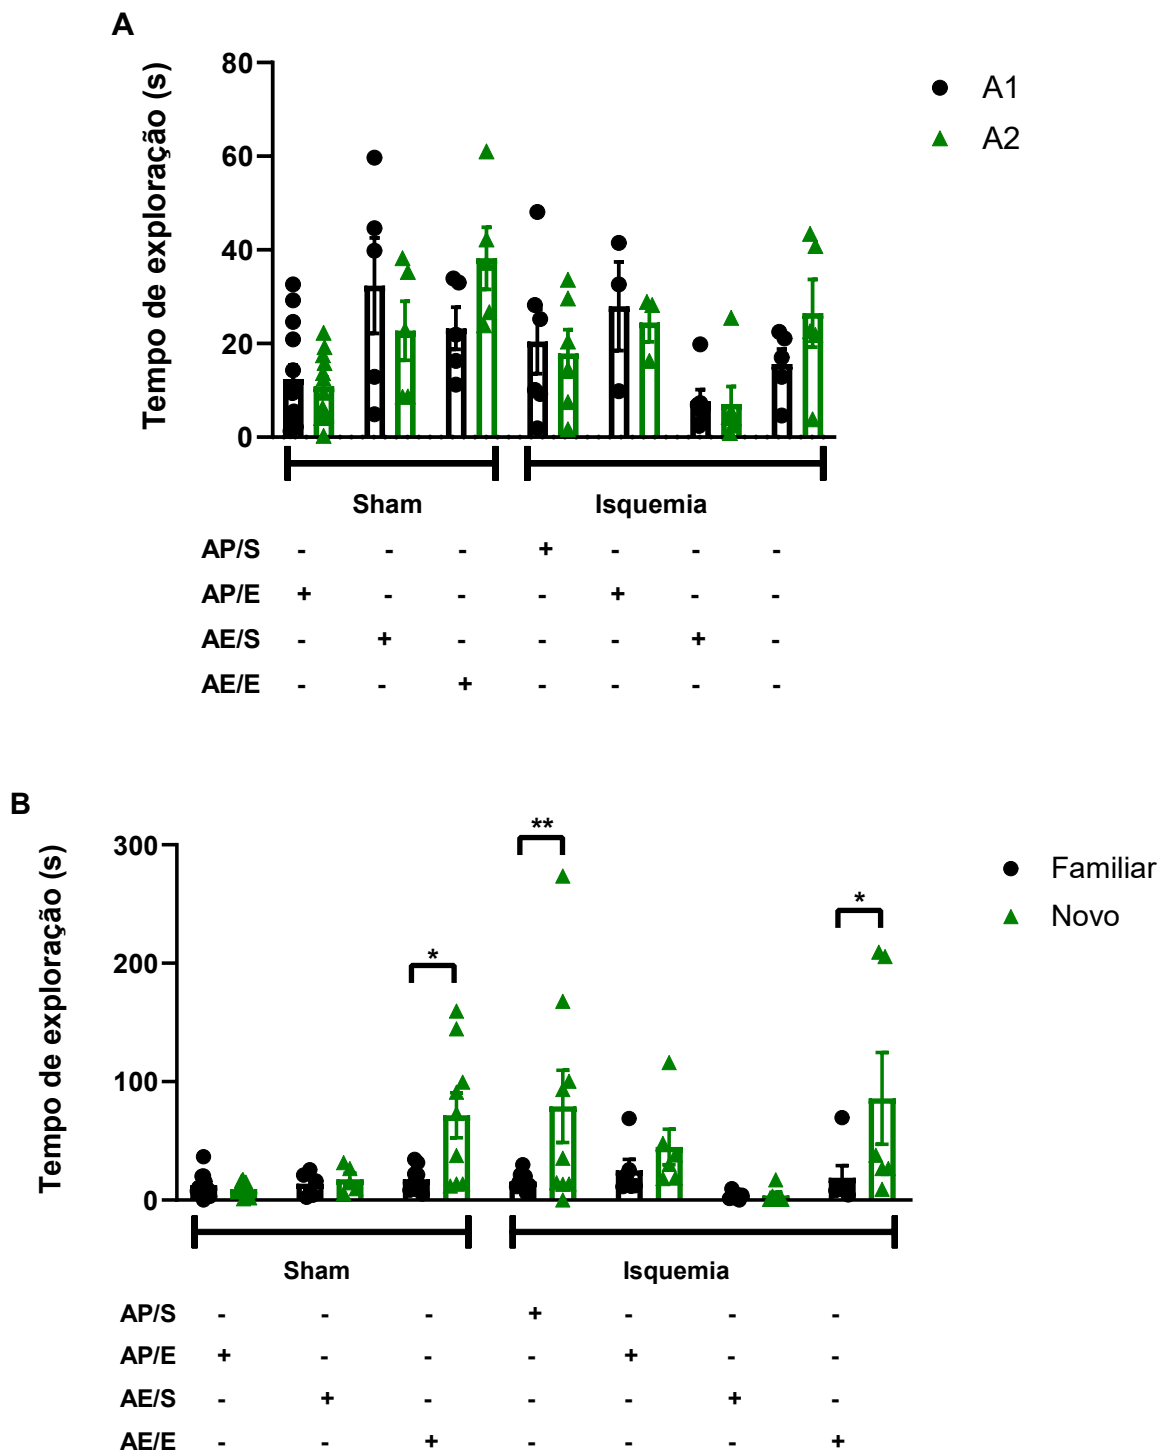 A
Tempo de exploração (s)
80
60
40
20
0
A1
A2
Sham Isquemia
AP/S - - - + - - -
AP/E + - - - + - -
AE/S - + - - - + -
AE/E - - + - - - -
B
Tempo de exploração (s)
300
200
100
0
* ** *
Familiar
Novo
Sham Isquemia
AP/S - - - + - - -
AP/E + - - - + - -
AE/S - + - - - + -
AE/E - - + - - - +